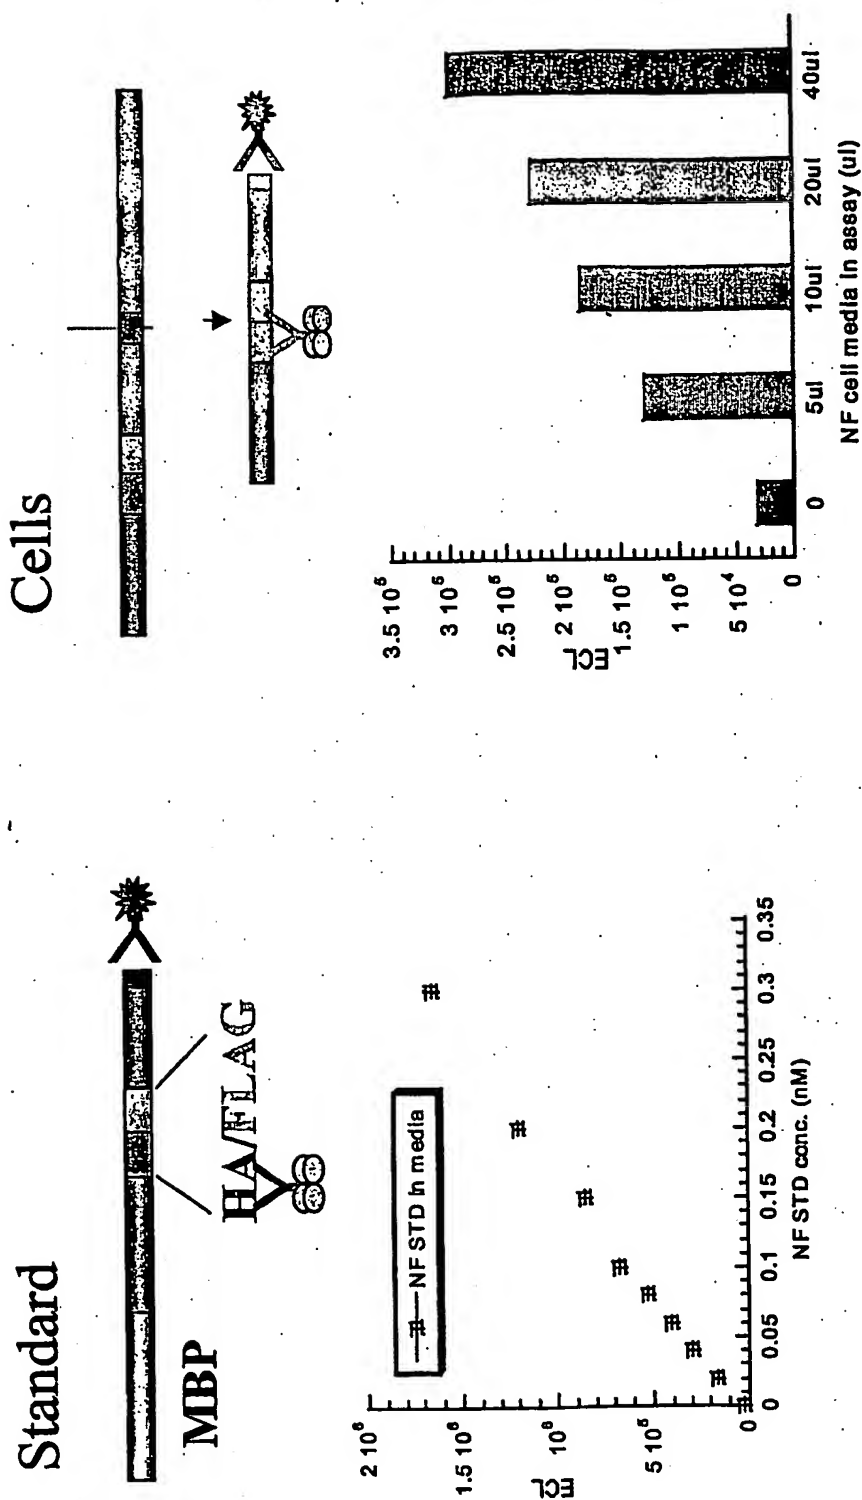 Standard
MBP
HA/FLAG
2 10⁶
1.5 10⁶
10⁶
5 10⁵
0
ECL
NF STD in media
0
0.05
0.1
0.15
0.2
0.25
0.3
0.35
NF STD conc. (nM)
Cells
3.5 10⁵
3 10⁵
2.5 10⁵
2 10⁵
1.5 10⁵
1 10⁵
5 10⁴
0
ECL
0
5ul
10ul
20ul
40ul
NF cell media in assay (ul)